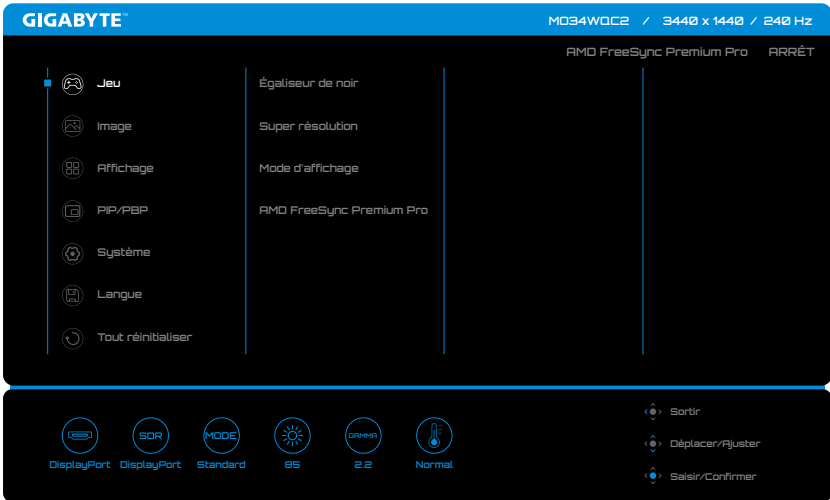 GIGABYTE™
MO34WQC2 / 3440 x 1440 / 240 Hz
AMD FreeSync Premium Pro ARRÊT
Jeu
Image
Affichage
PIP/PBP
Système
Langue
Tout réinitialiser
Égaliseur de noir
Super résolution
Mode d'affichage
AMD FreeSync Premium Pro
SDR
MODE
GAMMA
DisplayPort
DisplayPort
Standard
85
2.2
Normal
Sortir
Déplacer/Ajuster
Saisir/Confirmer